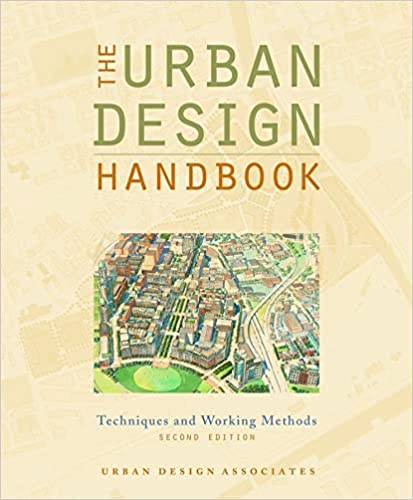 THE URBAN
DESIGN
HANDBOOK
Techniques and Working Methods
SECOND EDITION
URBAN DESIGN ASSOCIATES